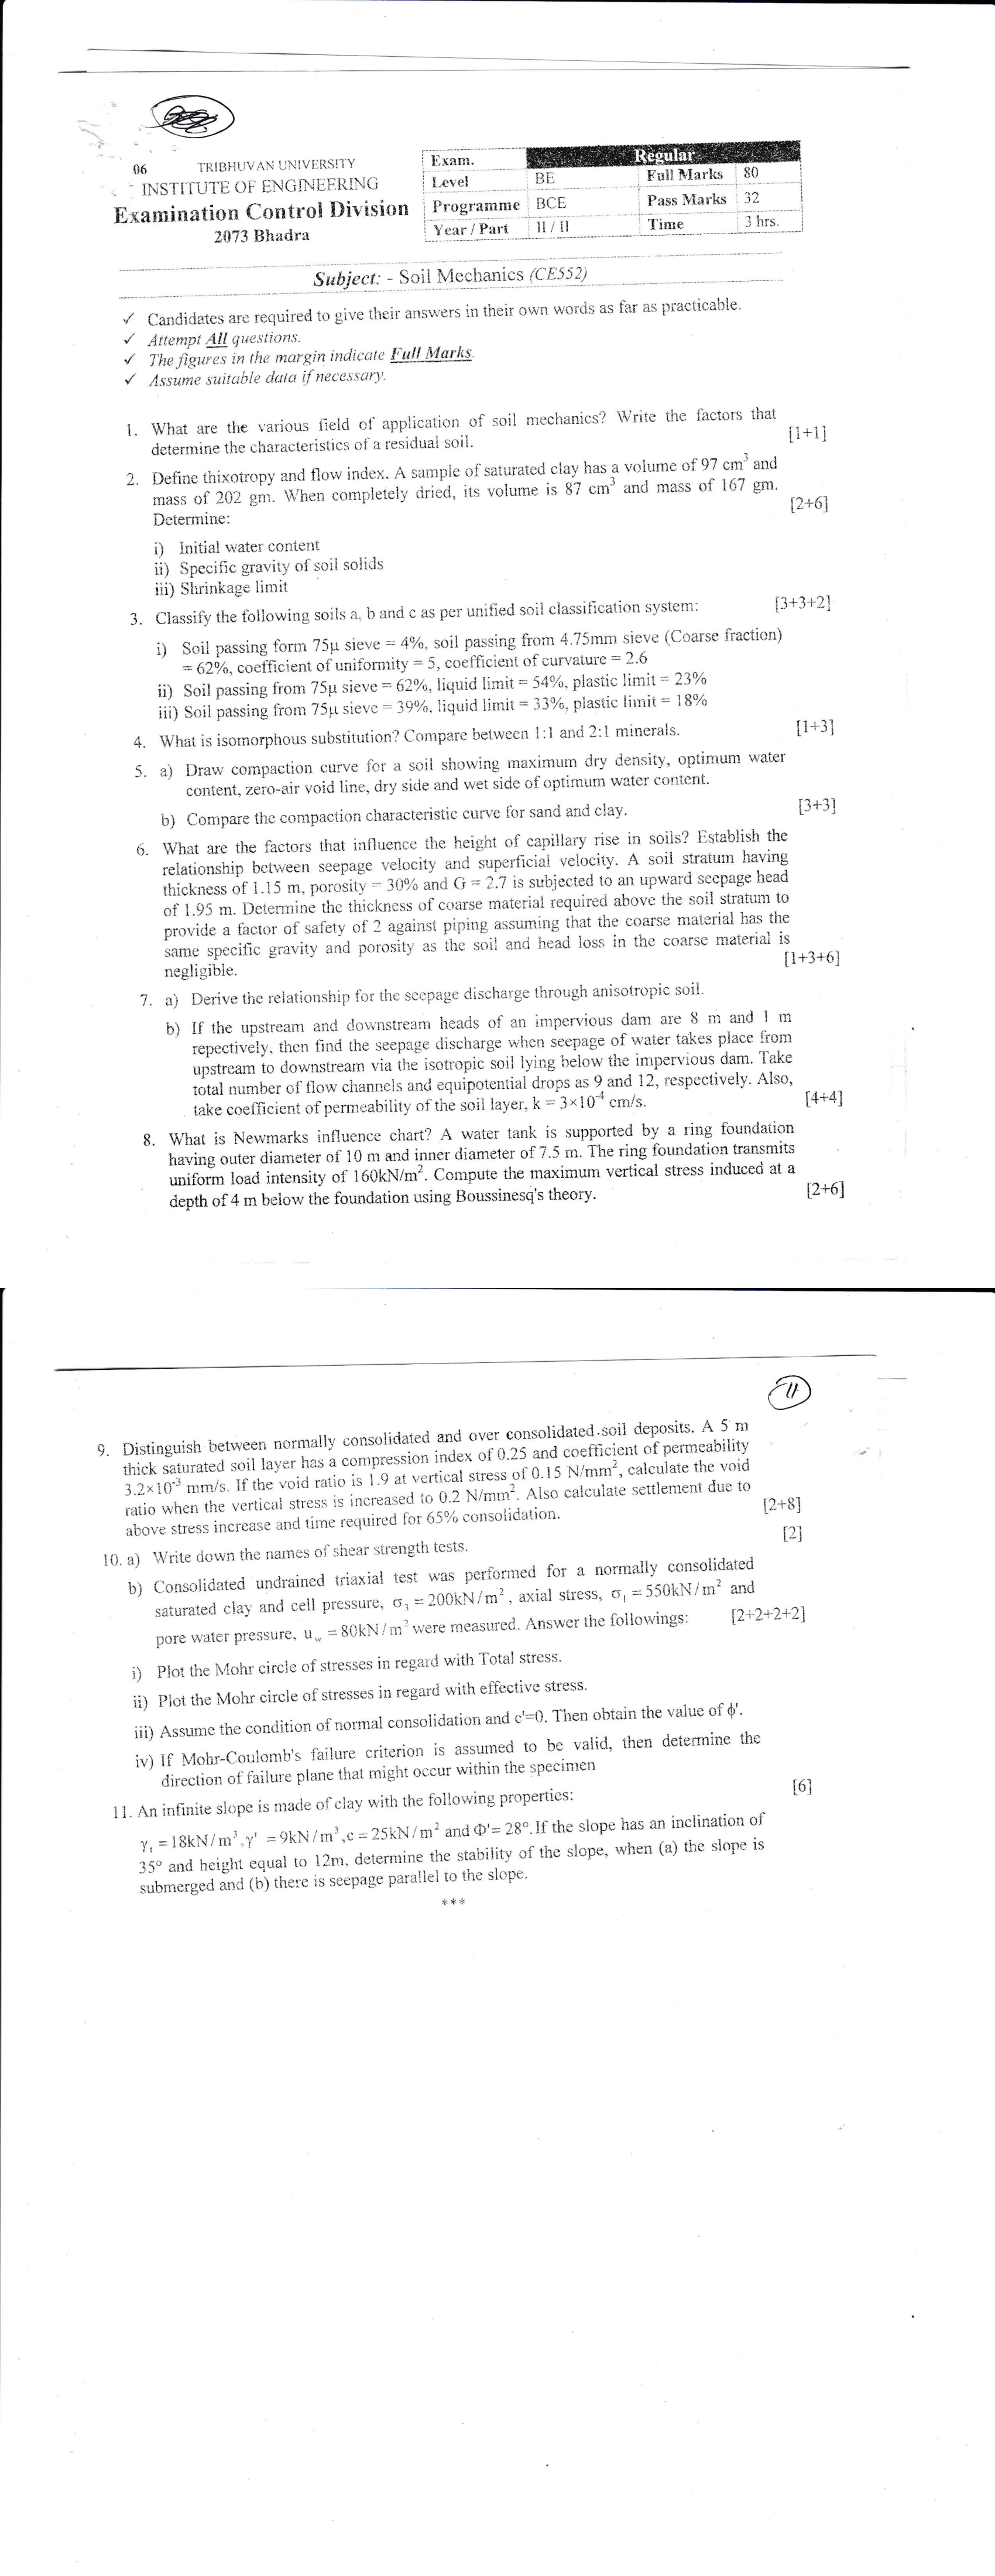 06
TRIBHUVAN UNIVERSITY
INSTITUTE OF ENGINEERING
Examination Control Division
2073 Bhadra
Exam. Regular
Level BE Full Marks 80
Programme BCE Pass Marks 32
Year / Part II / II Time 3 hrs.
Subject: - Soil Mechanics (CE552)
✓ Candidates are required to give their answers in their own words as far as practicable.
✓ Attempt All questions.
✓ The figures in the margin indicate Full Marks.
✓ Assume suitable data if necessary.
1. What are the various field of application of soil mechanics? Write the factors that
determine the characteristics of a residual soil. [1+1]
2. Define thixotropy and flow index. A sample of saturated clay has a volume of 97 cm³ and
mass of 202 gm. When completely dried, its volume is 87 cm³ and mass of 167 gm.
Determine: [2+6]
i) Initial water content
ii) Specific gravity of soil solids
iii) Shrinkage limit
3. Classify the following soils a, b and c as per unified soil classification system: [3+3+2]
i) Soil passing form 75μ sieve = 4%, soil passing from 4.75mm sieve (Coarse fraction)
= 62%, coefficient of uniformity = 5, coefficient of curvature = 2.6
ii) Soil passing from 75μ sieve = 62%, liquid limit = 54%, plastic limit = 23%
iii) Soil passing from 75μ sieve = 39%, liquid limit = 33%, plastic limit = 18%
4. What is isomorphous substitution? Compare between 1:1 and 2:1 minerals. [1+3]
5. a) Draw compaction curve for a soil showing maximum dry density, optimum water
content, zero-air void line, dry side and wet side of optimum water content.
b) Compare the compaction characteristic curve for sand and clay. [3+3]
6. What are the factors that influence the height of capillary rise in soils? Establish the
relationship between seepage velocity and superficial velocity. A soil stratum having
thickness of 1.15 m, porosity = 30% and G = 2.7 is subjected to an upward seepage head
of 1.95 m. Determine the thickness of coarse material required above the soil stratum to
provide a factor of safety of 2 against piping assuming that the coarse material has the
same specific gravity and porosity as the soil and head loss in the coarse material is
negligible. [1+3+6]
7. a) Derive the relationship for the seepage discharge through anisotropic soil.
b) If the upstream and downstream heads of an impervious dam are 8 m and 1 m
repectively, then find the seepage discharge when seepage of water takes place from
upstream to downstream via the isotropic soil lying below the impervious dam. Take
total number of flow channels and equipotential drops as 9 and 12, respectively. Also,
take coefficient of permeability of the soil layer, k = 3×10⁻⁴ cm/s. [4+4]
8. What is Newmarks influence chart? A water tank is supported by a ring foundation
having outer diameter of 10 m and inner diameter of 7.5 m. The ring foundation transmits
uniform load intensity of 160kN/m². Compute the maximum vertical stress induced at a
depth of 4 m below the foundation using Boussinesq's theory. [2+6]
11
9. Distinguish between normally consolidated and over consolidated soil deposits. A 5 m
thick saturated soil layer has a compression index of 0.25 and coefficient of permeability
3.2×10⁻³ mm/s. If the void ratio is 1.9 at vertical stress of 0.15 N/mm², calculate the void
ratio when the vertical stress is increased to 0.2 N/mm². Also calculate settlement due to
above stress increase and time required for 65% consolidation. [2+8]
10. a) Write down the names of shear strength tests. [2]
b) Consolidated undrained triaxial test was performed for a normally consolidated
saturated clay and cell pressure, σ₃ = 200kN/m², axial stress, σ₁ = 550kN/m² and
pore water pressure, u_w = 80kN/m² were measured. Answer the followings: [2+2+2+2]
i) Plot the Mohr circle of stresses in regard with Total stress.
ii) Plot the Mohr circle of stresses in regard with effective stress.
iii) Assume the condition of normal consolidation and c'=0. Then obtain the value of ϕ'.
iv) If Mohr-Coulomb's failure criterion is assumed to be valid, then determine the
direction of failure plane that might occur within the specimen
11. An infinite slope is made of clay with the following properties: [6]
γₜ = 18kN/m³, γ' = 9kN/m³, c = 25kN/m² and Φ'= 28°. If the slope has an inclination of
35° and height equal to 12m, determine the stability of the slope, when (a) the slope is
submerged and (b) there is seepage parallel to the slope.
***